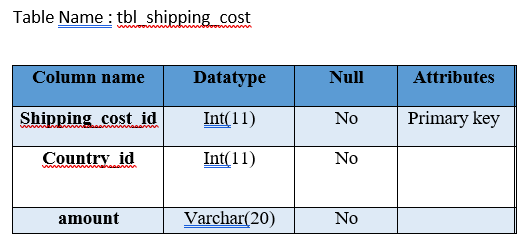 Table Name : tbl_shipping_cost
Column name Datatype Null Attributes
Shipping_cost_id Int(11) No Primary key
Country_id Int(11) No
amount Varchar(20) No